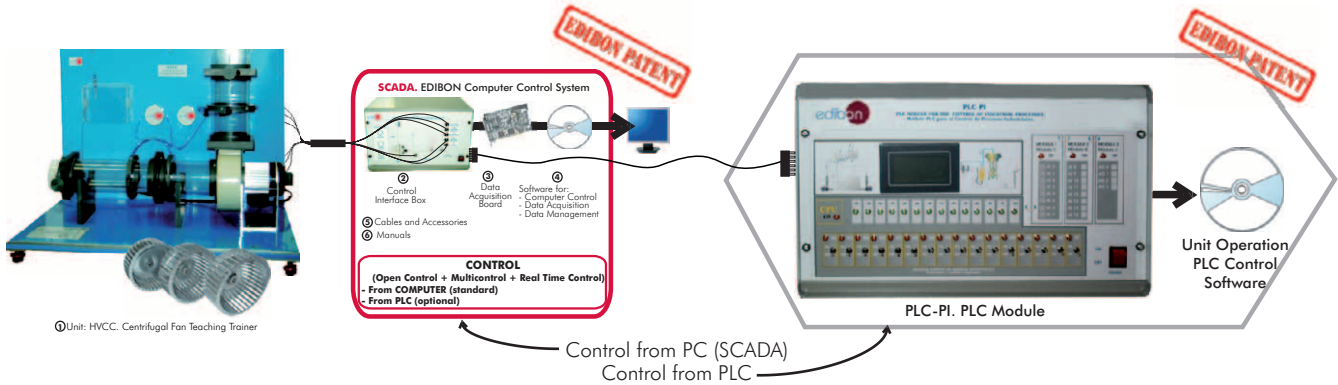 EDIBON PATENT
EDIBON PATENT
SCADA. EDIBON Computer Control System
②
Control
Interface Box
③
Data
Acquisition
Board
④
Software for:
- Computer Control
- Data Acquisition
- Data Management
⑤ Cables and Accessories
⑥ Manuals
CONTROL
(Open Control + Multicontrol + Real Time Control)
- From COMPUTER (standard)
- From PLC (optional)
① Unit: HVCC. Centrifugal Fan Teaching Trainer
edibon
PLC-PI
CPU
PLC-PI. PLC Module
Unit Operation
PLC Control
Software
Control from PC (SCADA)
Control from PLC